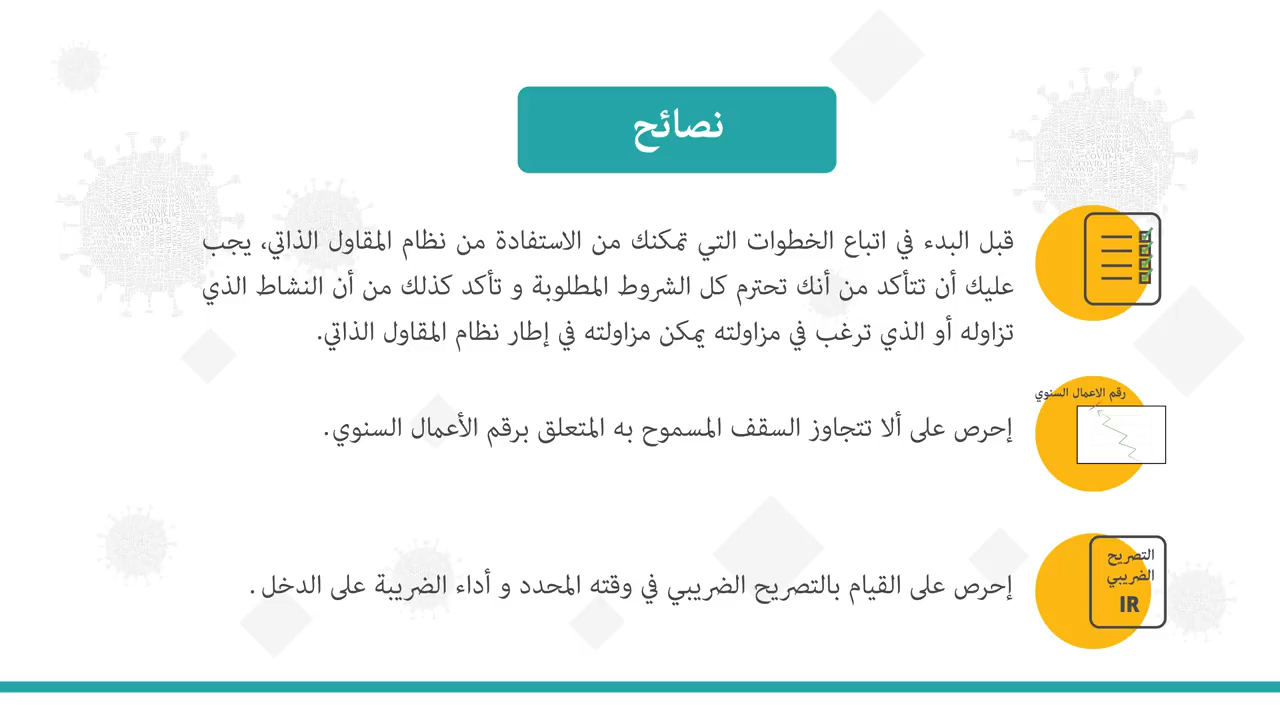 نصائح
قبل البدء في اتباع الخطوات التي تمكنك من الاستفادة من نظام المقاول الذاتي، يجب
عليك أن تتأكد من أنك تحترم كل الشروط المطلوبة و تأكد كذلك من أن النشاط الذي
تزاوله أو الذي ترغب في مزاولته يمكن مزاولته في إطار نظام المقاول الذاتي.
رقم الاعمال السنوي
إحرص على ألا تتجاوز السقف المسموح به المتعلق برقم الأعمال السنوي.
التصريح
الضريبي
IR
إحرص على القيام بالتصريح الضريبي في وقته المحدد و أداء الضريبة على الدخل .